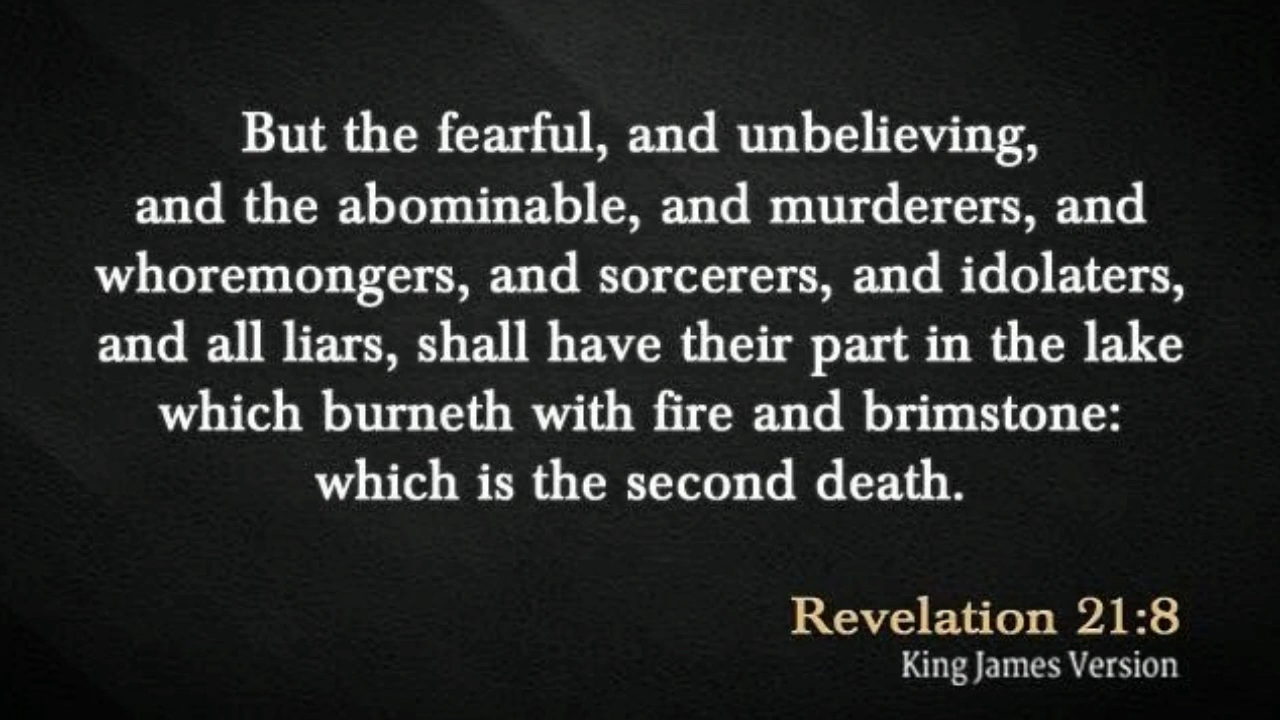 But the fearful, and unbelieving,
and the abominable, and murderers, and
whoremongers, and sorcerers, and idolaters,
and all liars, shall have their part in the lake
which burneth with fire and brimstone:
which is the second death.
Revelation 21:8
King James Version